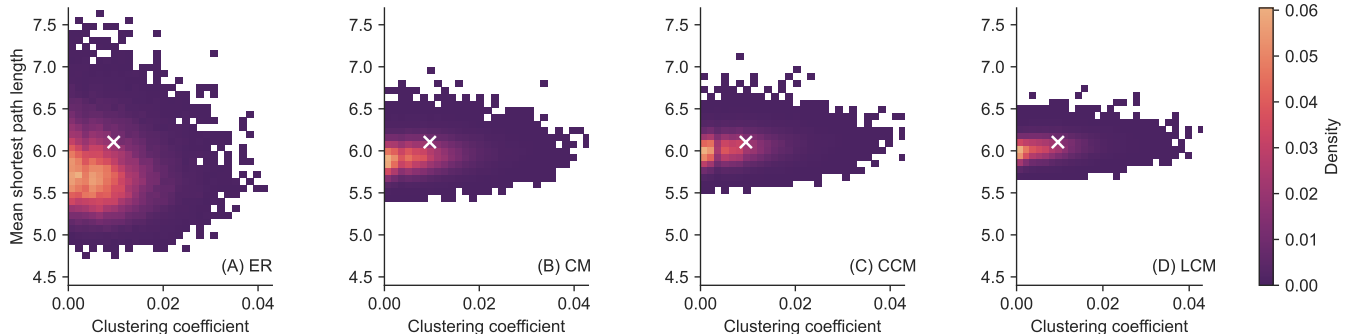 Mean shortest path length
7.5
7.0
6.5
6.0
5.5
5.0
4.5
0.00 0.02 0.04
Clustering coefficient
(A) ER
7.5
7.0
6.5
6.0
5.5
5.0
4.5
0.00 0.02 0.04
Clustering coefficient
(B) CM
7.5
7.0
6.5
6.0
5.5
5.0
4.5
0.00 0.02 0.04
Clustering coefficient
(C) CCM
7.5
7.0
6.5
6.0
5.5
5.0
4.5
0.00 0.02 0.04
Clustering coefficient
(D) LCM
0.06
0.05
0.04
0.03
0.02
0.01
0.00
Density